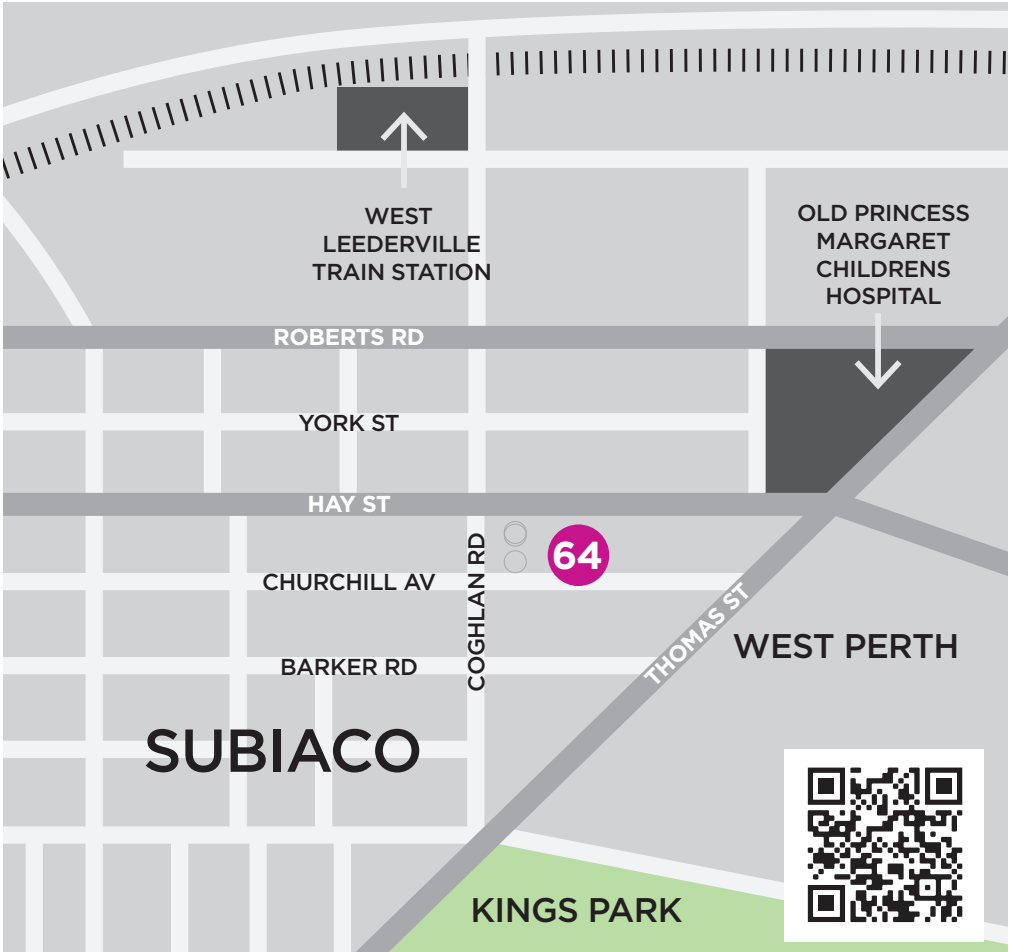 WEST
LEEDERVILLE
TRAIN STATION
OLD PRINCESS
MARGARET
CHILDRENS
HOSPITAL
ROBERTS RD
YORK ST
HAY ST
COGHLAN RD
64
CHURCHILL AV
THOMAS ST
WEST PERTH
BARKER RD
SUBIACO
KINGS PARK